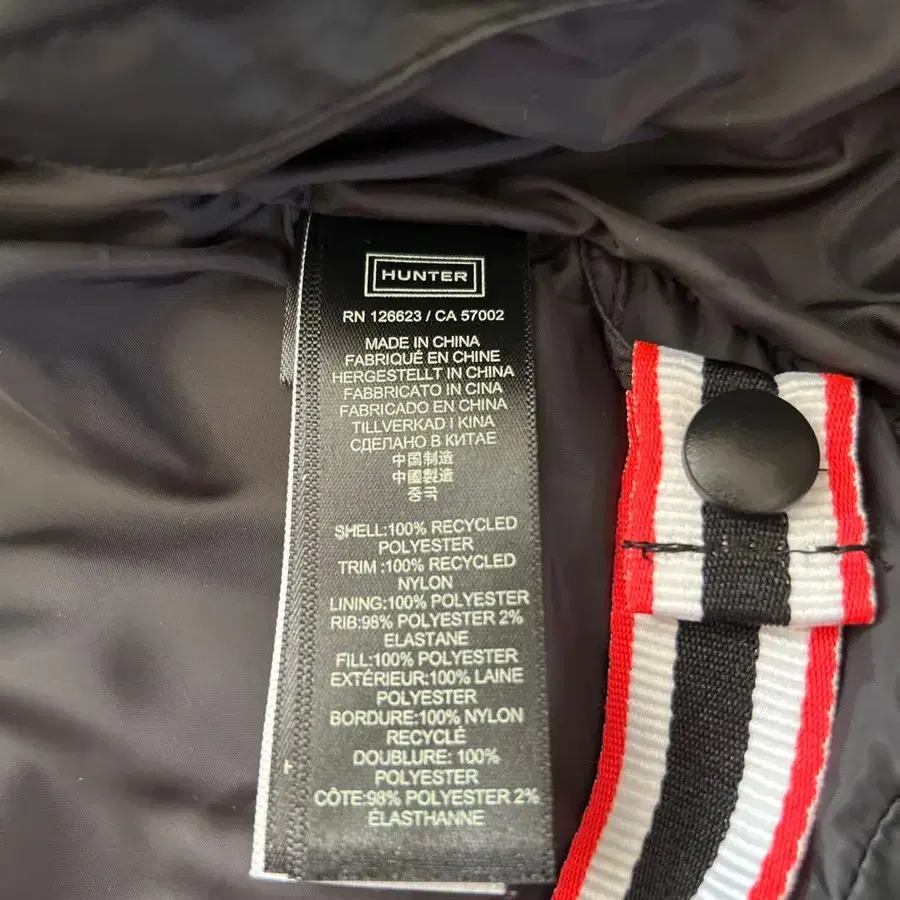 HUNTER
RN 126623 / CA 57002
MADE IN CHINA
FABRIQUÉ EN CHINE
HERGESTELLT IN CHINA
FABBRICATO IN CINA
FABRICADO EN CHINA
TILLVERKAD I KINA
СДЕЛАНО В КИТАЕ
中国制造
中國製造
중국
SHELL:100% RECYCLED
POLYESTER
TRIM :100% RECYCLED
NYLON
LINING:100% POLYESTER
RIB:98% POLYESTER 2%
ELASTANE
FILL:100% POLYESTER
EXTÉRIEUR:100% LAINE
POLYESTER
BORDURE:100% NYLON
RECYCLÉ
DOUBLURE: 100%
POLYESTER
CÔTE:98% POLYESTER 2%
ÉLASTHANNE